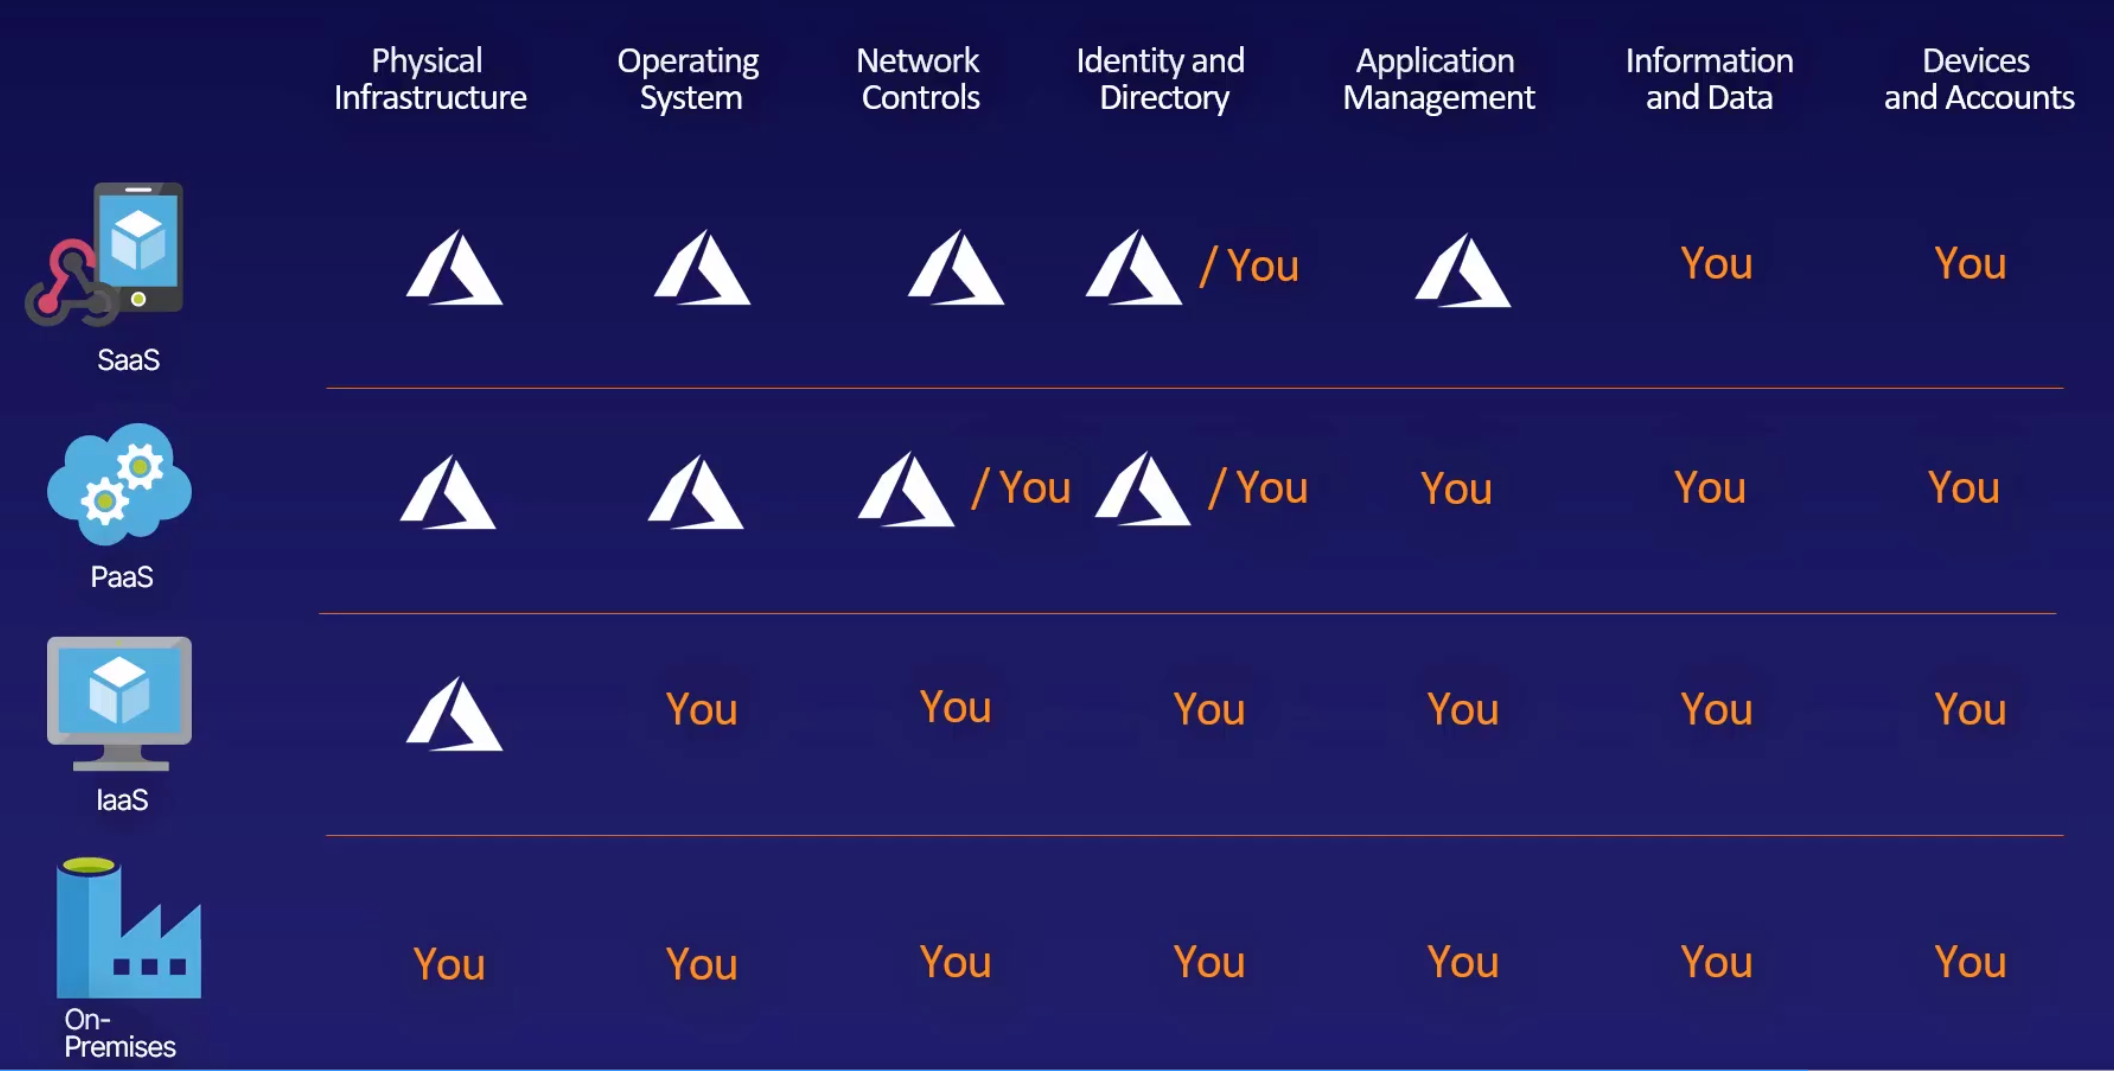 Physical
Infrastructure
Operating
System
Network
Controls
Identity and
Directory
Application
Management
Information
and Data
Devices
and Accounts
/ You
You
You
SaaS
/ You
/ You
You
You
You
PaaS
You
You
You
You
You
You
IaaS
You
You
You
You
You
You
You
On-
Premises